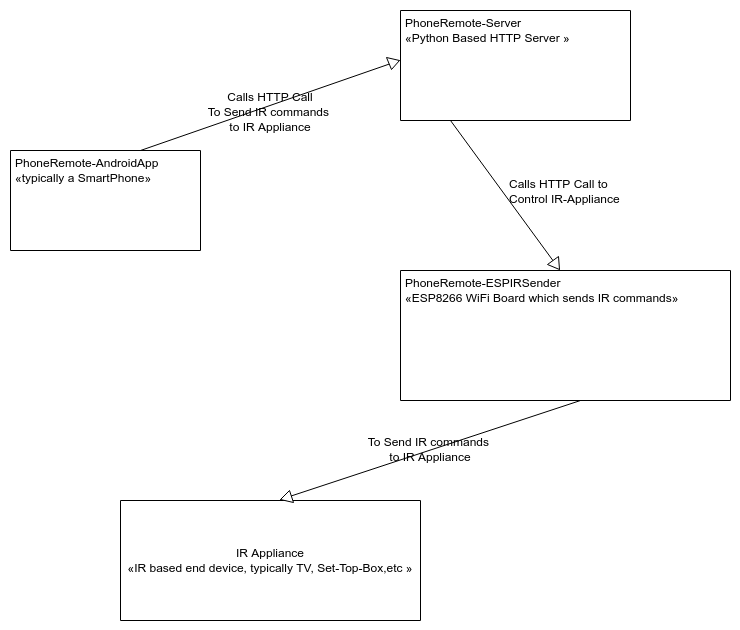 PhoneRemote-Server
«Python Based HTTP Server »
Calls HTTP Call
To Send IR commands
to IR Appliance
PhoneRemote-AndroidApp
«typically a SmartPhone»
Calls HTTP Call to
Control IR-Appliance
PhoneRemote-ESPIRSender
«ESP8266 WiFi Board which sends IR commands»
To Send IR commands
to IR Appliance
IR Appliance
«IR based end device, typically TV, Set-Top-Box,etc »